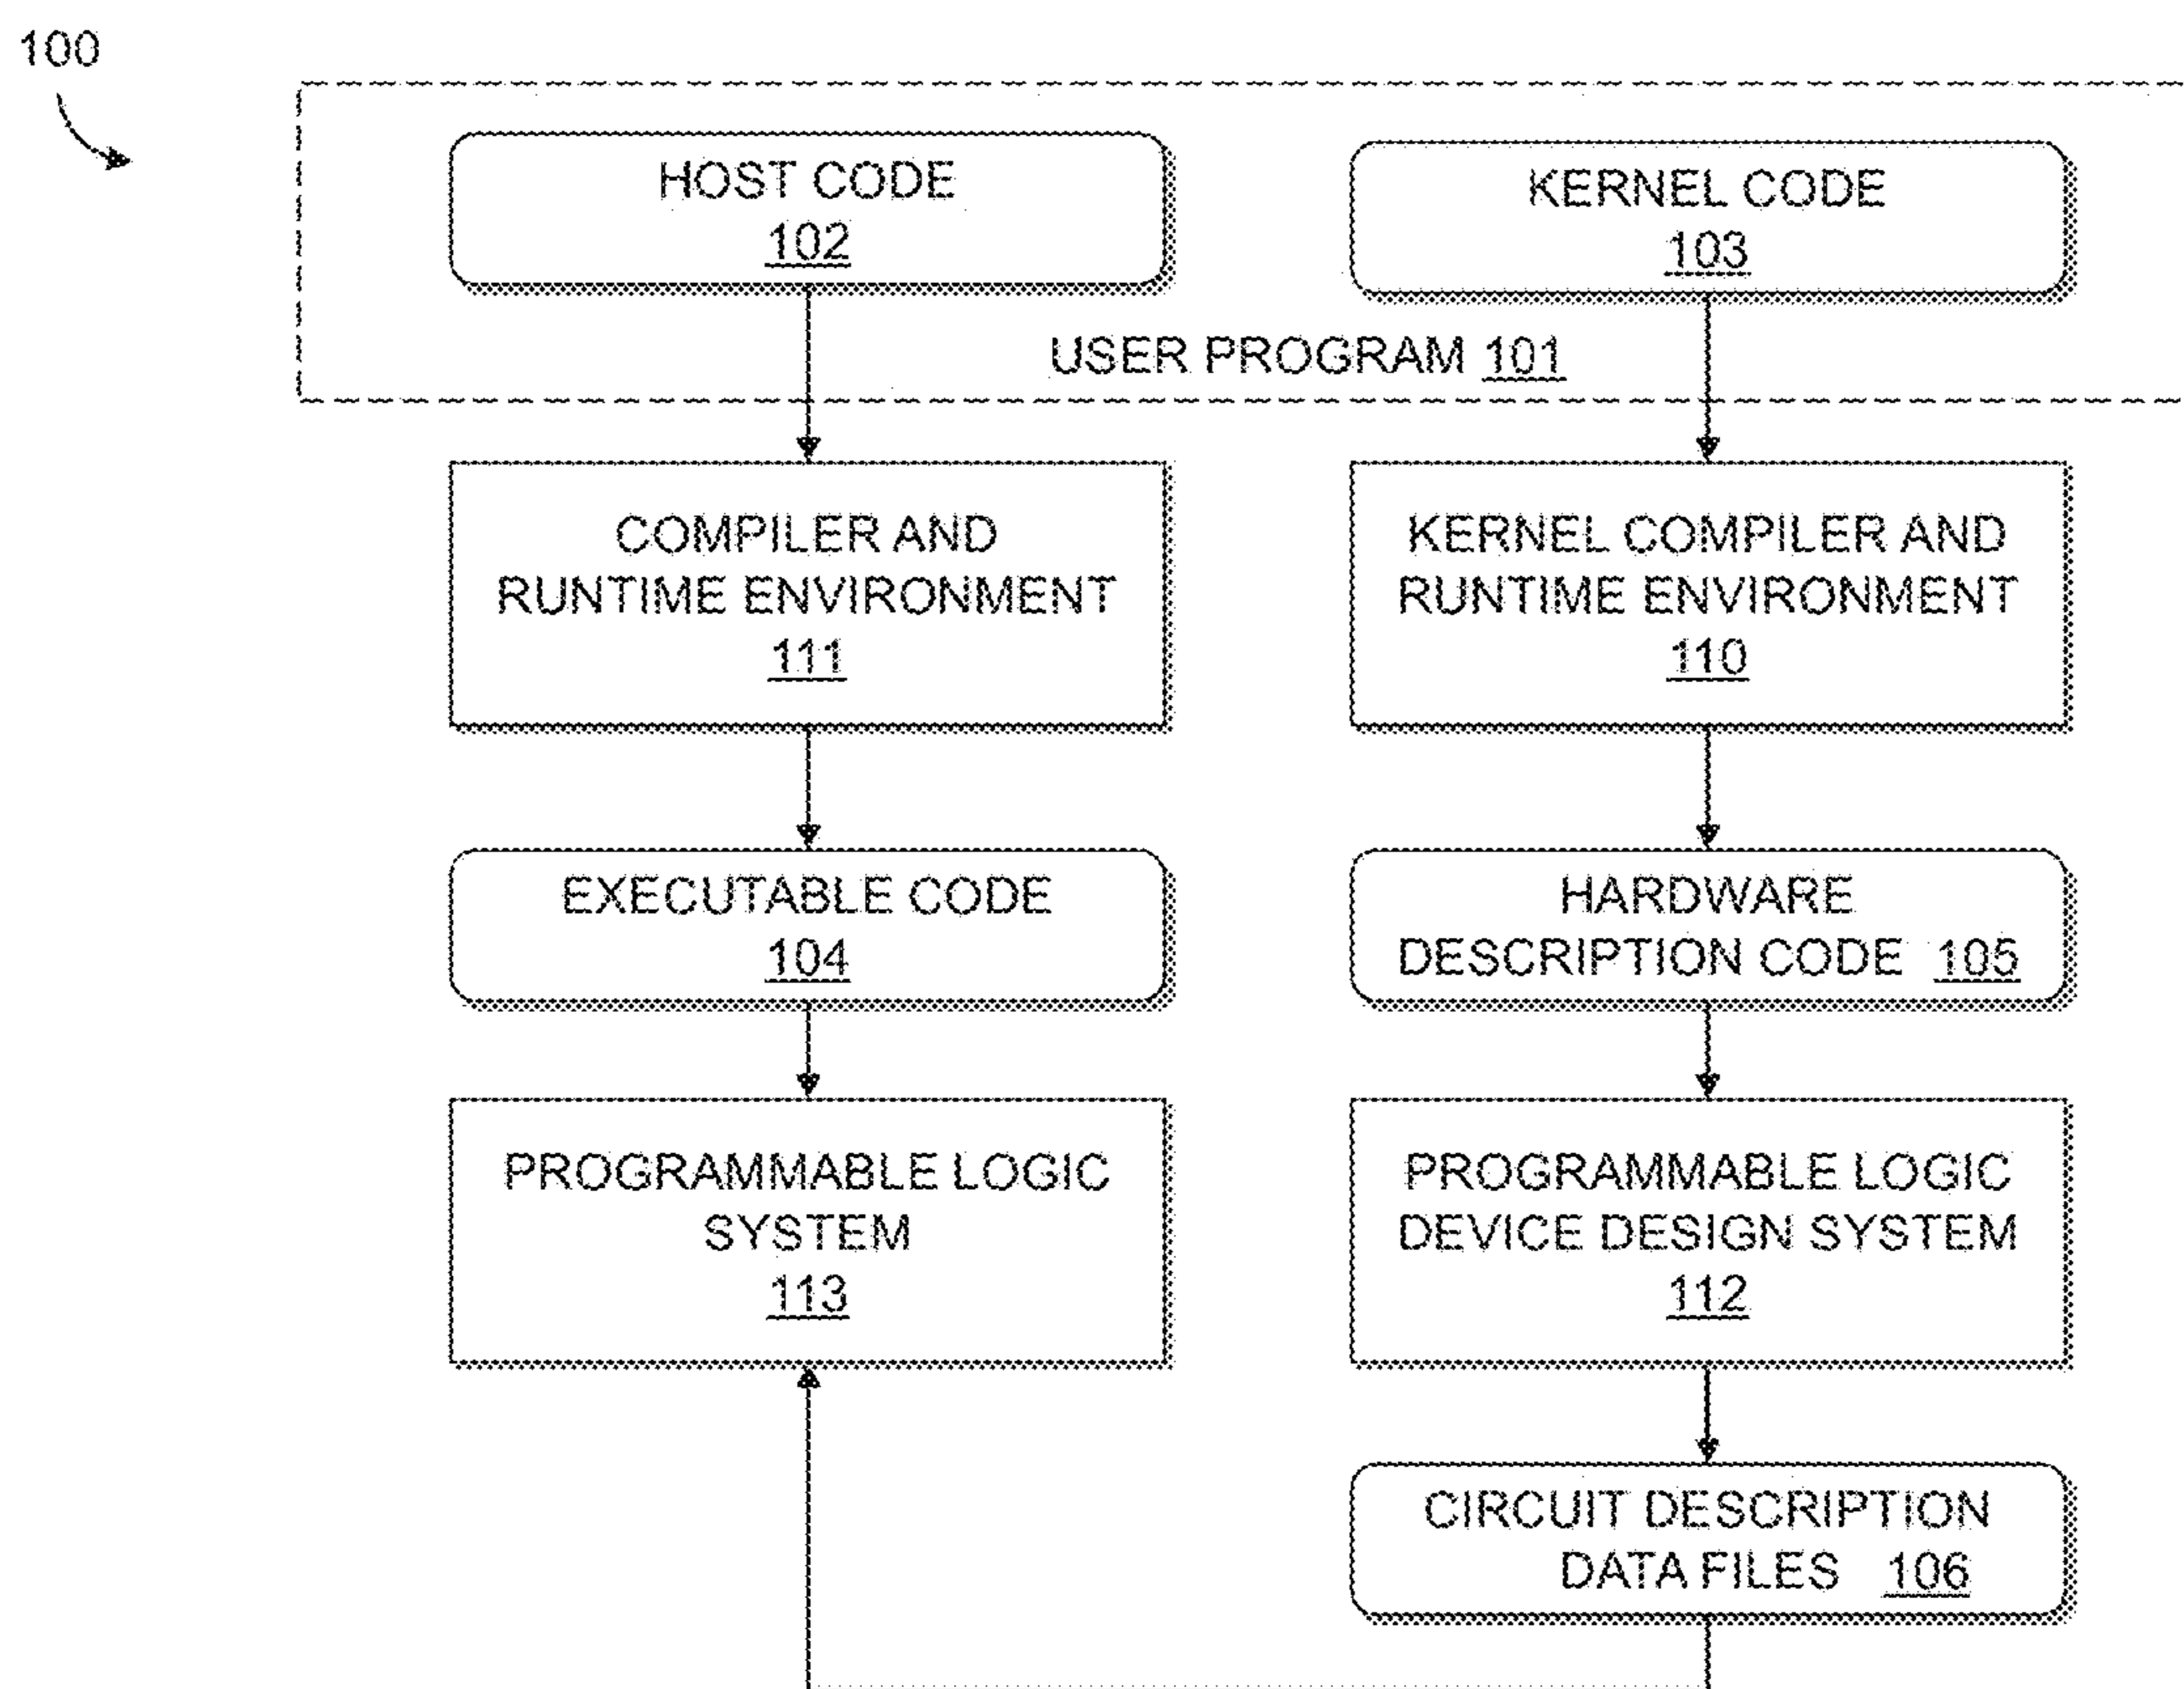 100
HOST CODE
102
KERNEL CODE
103
USER PROGRAM 101
COMPILER AND
RUNTIME ENVIRONMENT
111
KERNEL COMPILER AND
RUNTIME ENVIRONMENT
110
EXECUTABLE CODE
104
HARDWARE
DESCRIPTION CODE 105
PROGRAMMABLE LOGIC
SYSTEM
113
PROGRAMMABLE LOGIC
DEVICE DESIGN SYSTEM
112
CIRCUIT DESCRIPTION
DATA FILES 106